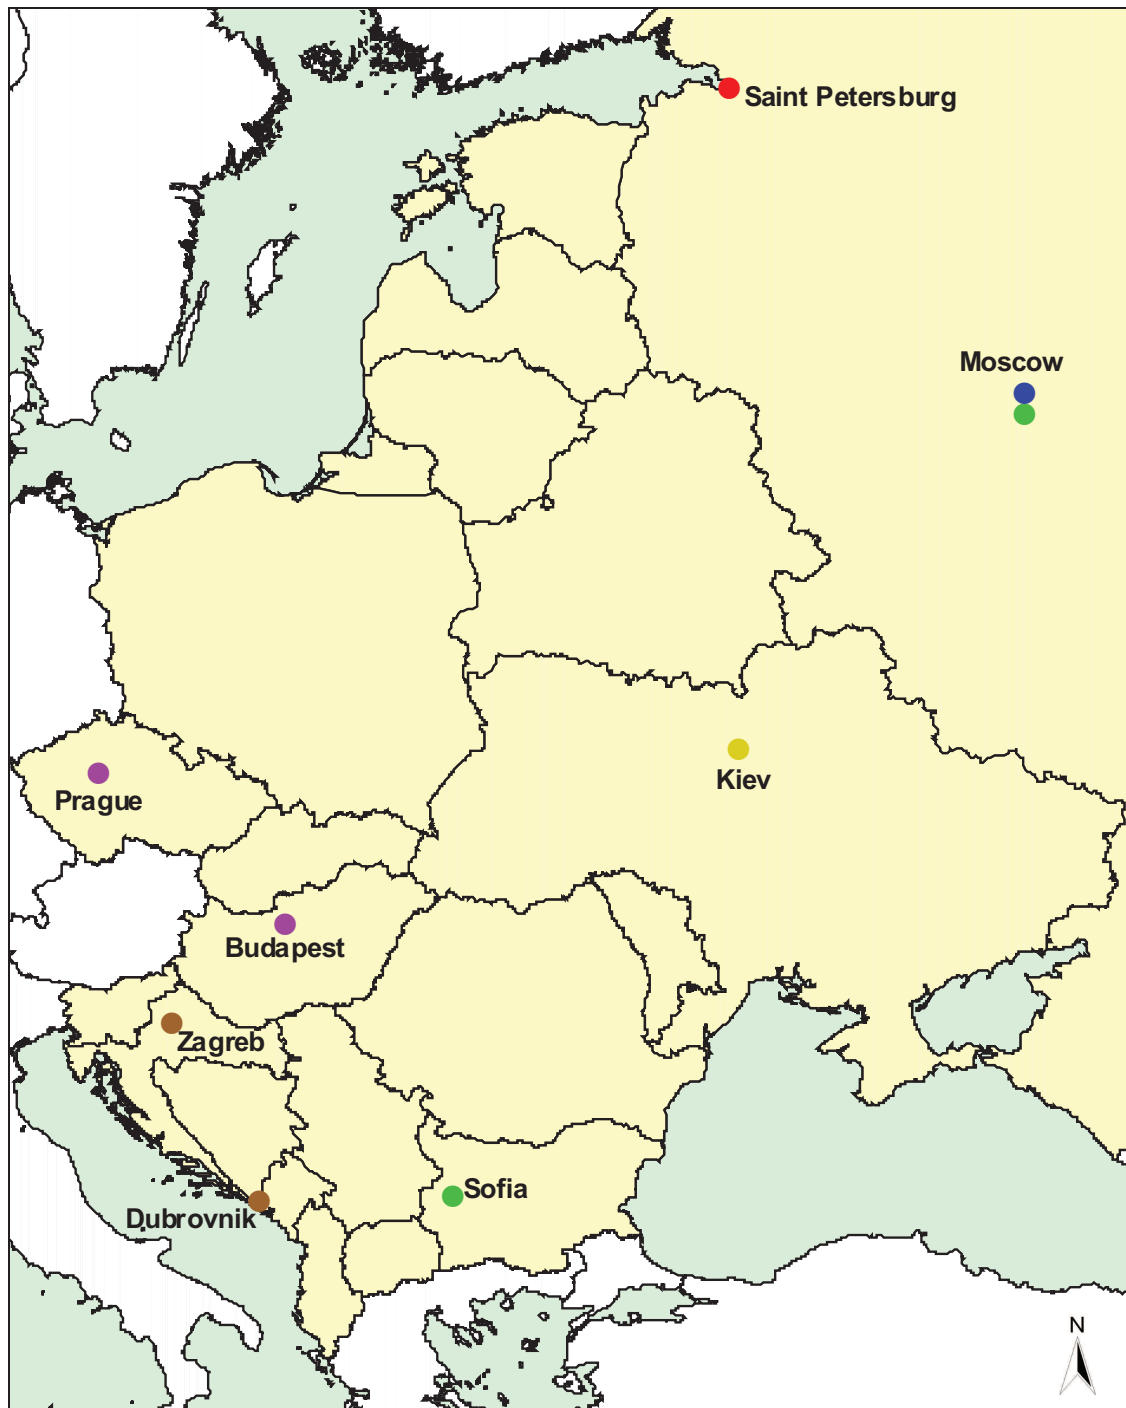 Saint Petersburg
Moscow
Kiev
Prague
Budapest
Zagreb
Sofia
Dubrovnik
N